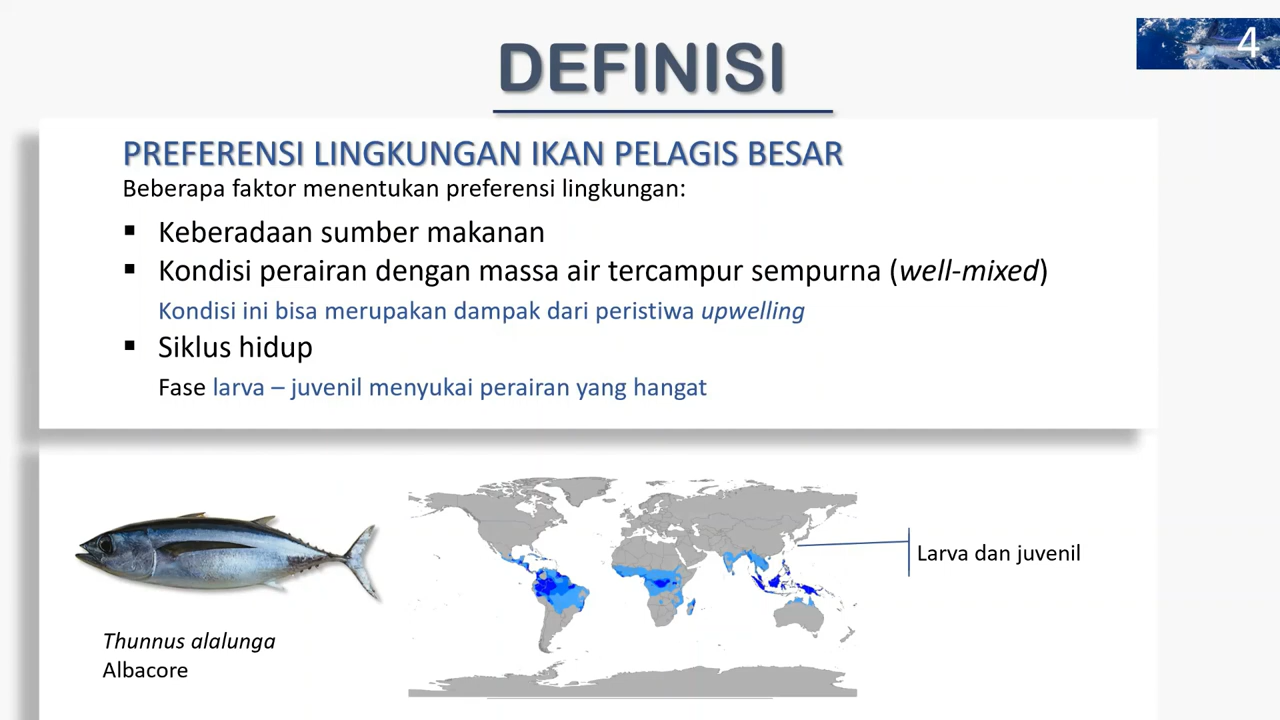 4
DEFINISI
PREFERENSI LINGKUNGAN IKAN PELAGIS BESAR
Beberapa faktor menentukan preferensi lingkungan:
▪ Keberadaan sumber makanan
▪ Kondisi perairan dengan massa air tercampur sempurna (well-mixed)
Kondisi ini bisa merupakan dampak dari peristiwa upwelling
▪ Siklus hidup
Fase larva – juvenil menyukai perairan yang hangat
Larva dan juvenil
Thunnus alalunga
Albacore